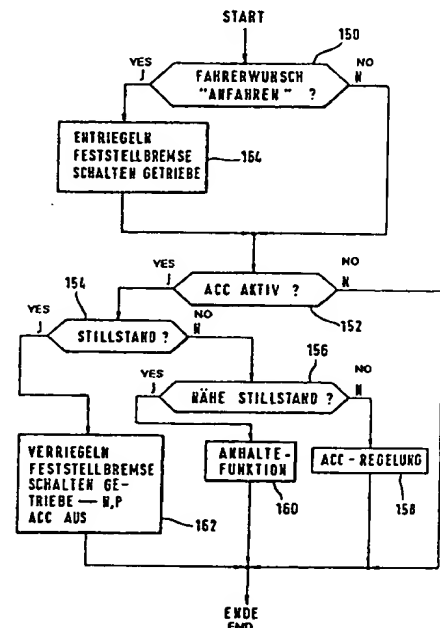 START
150
YES
J
NO
N
FAHRERWUNSCH
"ANFAHREN" ?
ENTRIEGELN
FESTSTELLBREMSE
SCHALTEN GETRIEBE
164
YES
J
NO
N
ACC AKTIV ?
152
154
YES
J
NO
N
STILLSTAND ?
156
YES
J
NO
N
NÄHE STILLSTAND ?
VERRIEGELN
FESTSTELLBREMSE
SCHALTEN GE-
TRIEBE — N,P
ACC AUS
162
ANHALTE-
FUNKTION
160
ACC-REGELUNG
158
ENDE
END